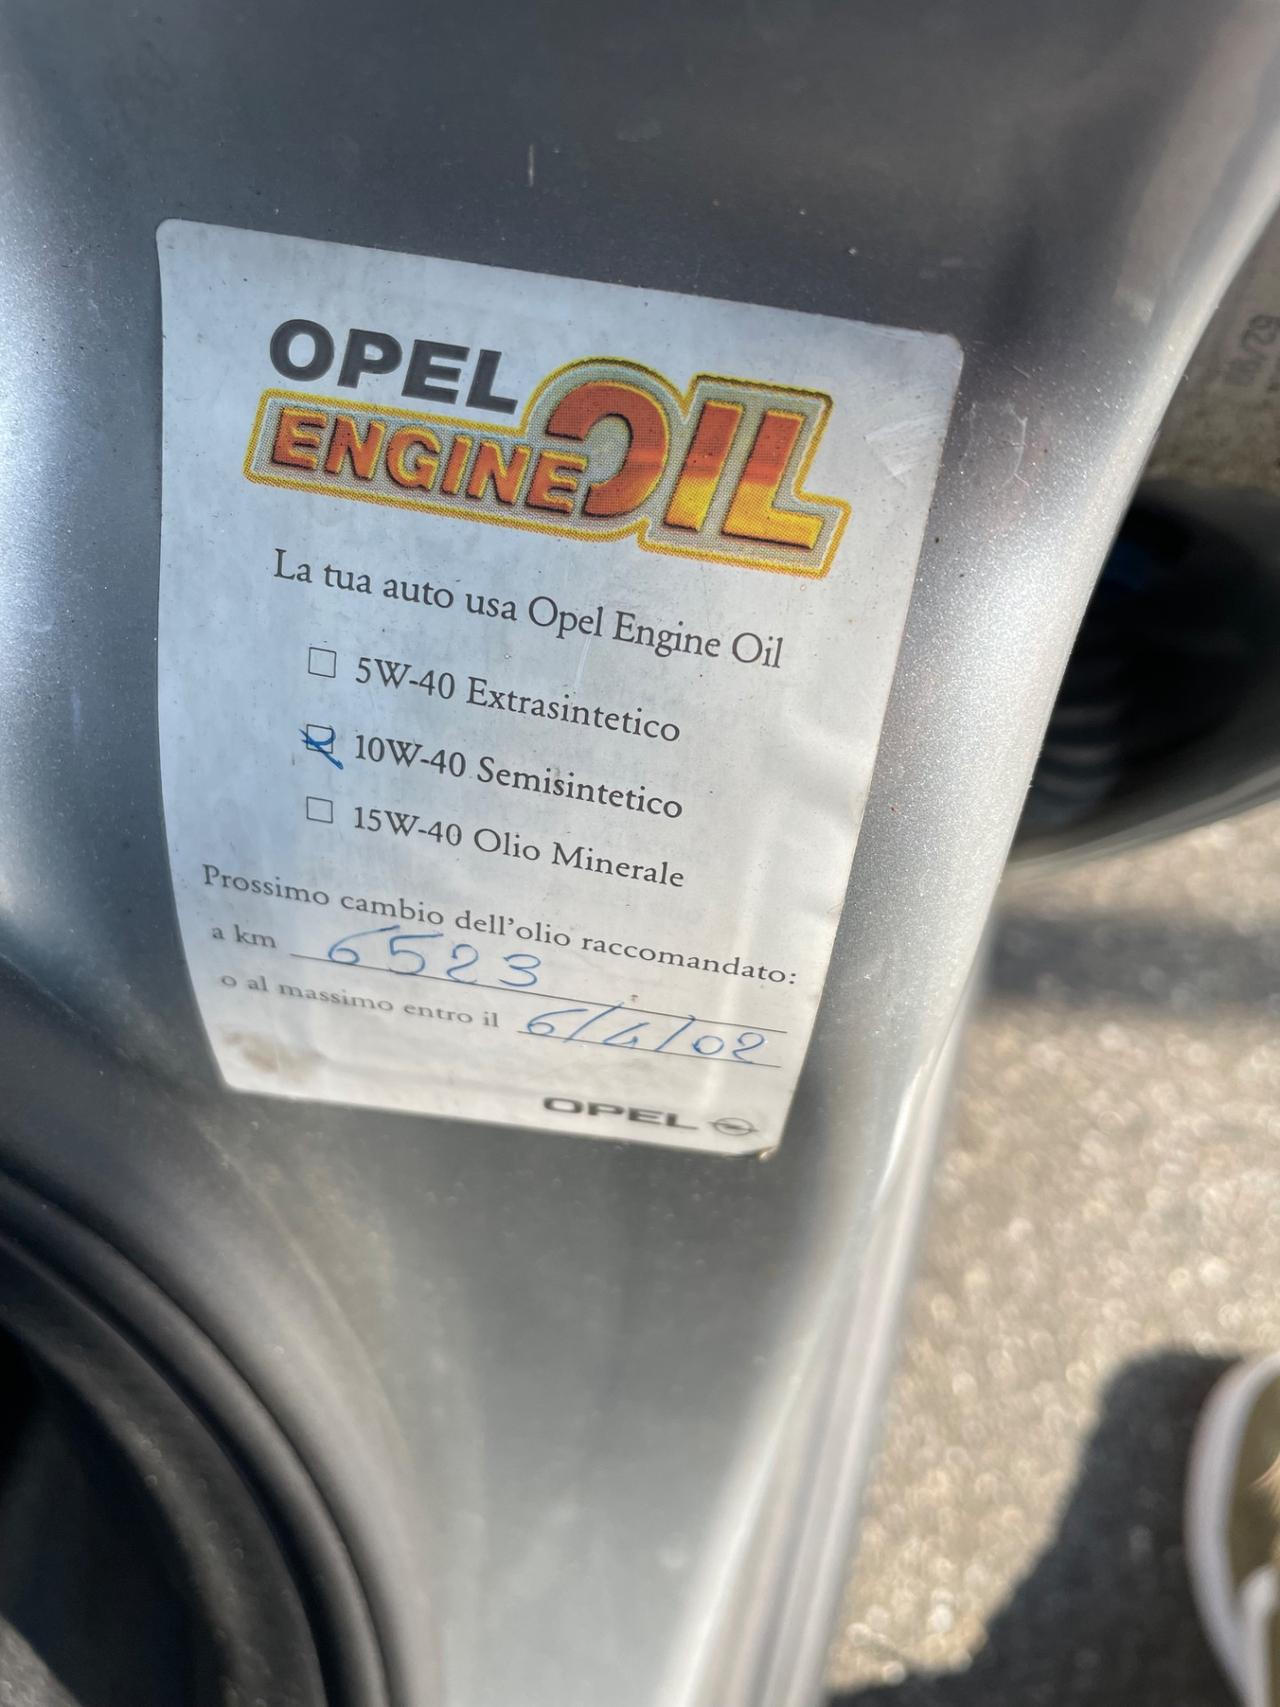 OPEL
ENGINE OIL
La tua auto usa Opel Engine Oil
5W-40 Extrasintetico
10W-40 Semisintetico
15W-40 Olio Minerale
Prossimo cambio dell'olio raccomandato:
a km 6523
o al massimo entro il 6/4/02
OPEL